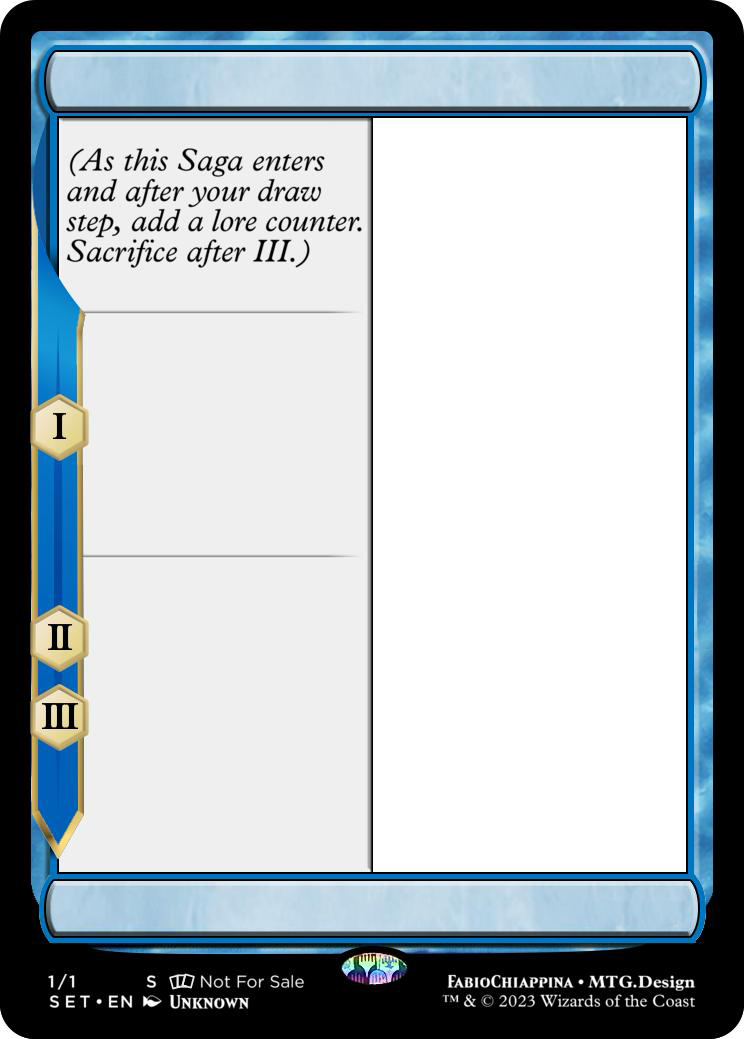 (As this Saga enters
and after your draw
step, add a lore counter.
Sacrifice after III.)
I
II
III
1/1 S Not For Sale
SET • EN Unknown
FabioChiappina • MTG.Design
™ & © 2023 Wizards of the Coast